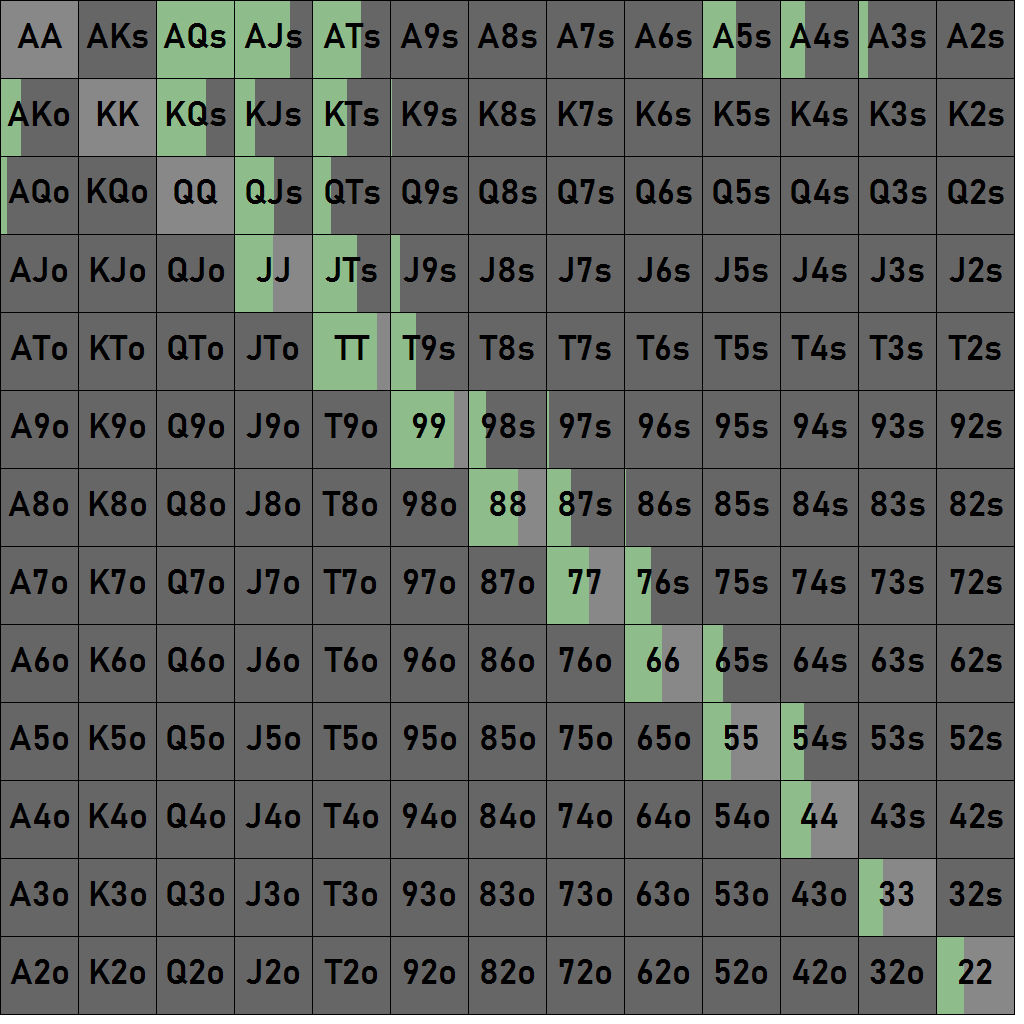 AA AKs AQs AJs ATs A9s A8s A7s A6s A5s A4s A3s A2s
AKo KK KQs KJs KTs K9s K8s K7s K6s K5s K4s K3s K2s
AQo KQo QQ QJs QTs Q9s Q8s Q7s Q6s Q5s Q4s Q3s Q2s
AJo KJo QJo JJ JTs J9s J8s J7s J6s J5s J4s J3s J2s
ATo KTo QTo JTo TT T9s T8s T7s T6s T5s T4s T3s T2s
A9o K9o Q9o J9o T9o 99 98s 97s 96s 95s 94s 93s 92s
A8o K8o Q8o J8o T8o 98o 88 87s 86s 85s 84s 83s 82s
A7o K7o Q7o J7o T7o 97o 87o 77 76s 75s 74s 73s 72s
A6o K6o Q6o J6o T6o 96o 86o 76o 66 65s 64s 63s 62s
A5o K5o Q5o J5o T5o 95o 85o 75o 65o 55 54s 53s 52s
A4o K4o Q4o J4o T4o 94o 84o 74o 64o 54o 44 43s 42s
A3o K3o Q3o J3o T3o 93o 83o 73o 63o 53o 43o 33 32s
A2o K2o Q2o J2o T2o 92o 82o 72o 62o 52o 42o 32o 22